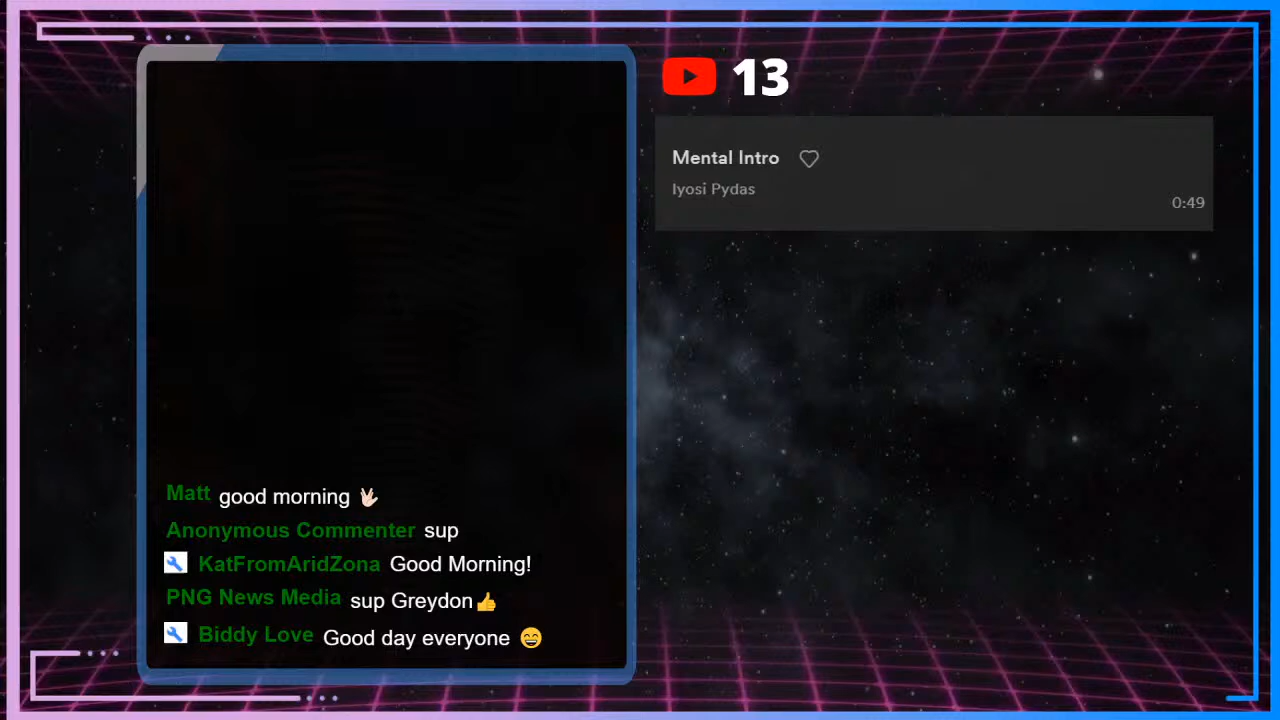 13
Mental Intro
Iyosi Pydas
0:49
Matt good morning 🖖🏻
Anonymous Commenter sup
KatFromAridZona Good Morning!
PNG News Media sup Greydon👍
Biddy Love Good day everyone 😄